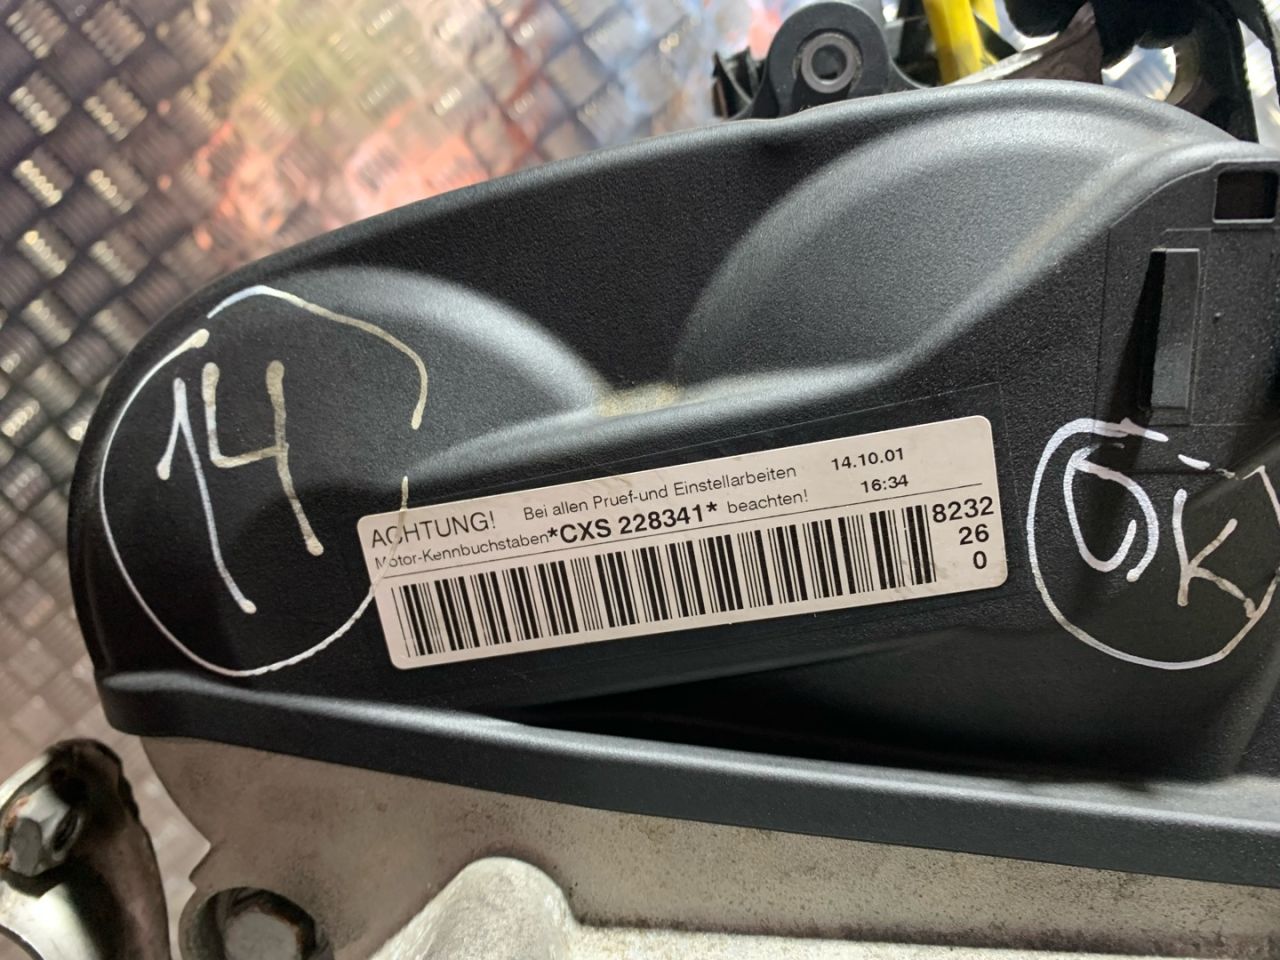 14
ACHTUNG! Bei allen Pruef-und Einstellarbeiten 14.10.01
Motor-Kennbuchstaben *CXS 228341* beachten! 16:34
8232
26
0
OK